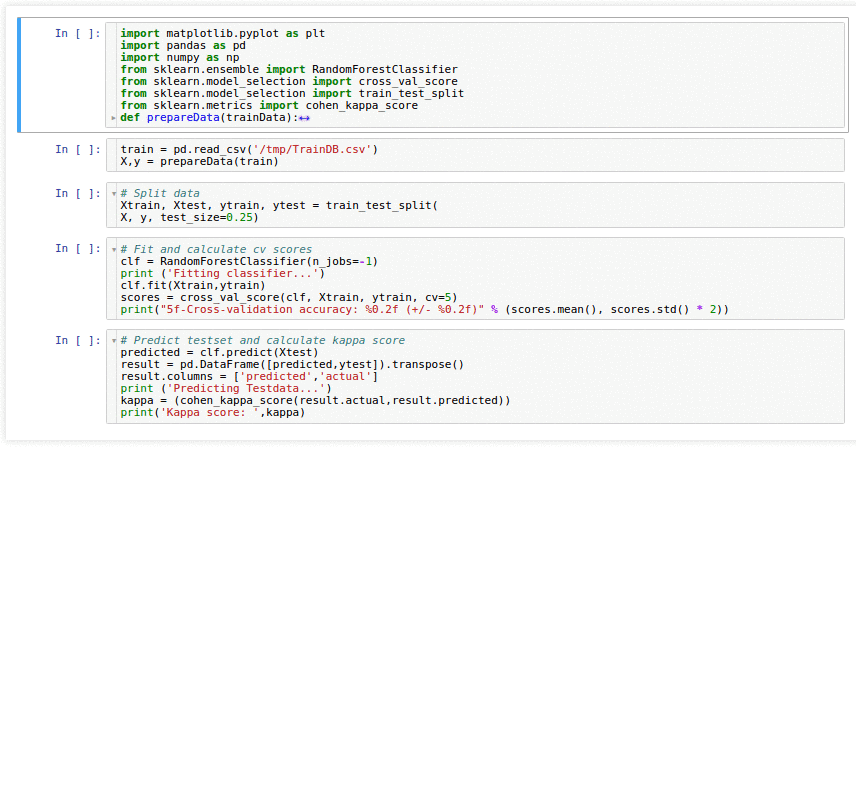 In [ ]:
import matplotlib.pyplot as plt
import pandas as pd
import numpy as np
from sklearn.ensemble import RandomForestClassifier
from sklearn.model_selection import cross_val_score
from sklearn.model_selection import train_test_split
from sklearn.metrics import cohen_kappa_score
def prepareData(trainData):↔
In [ ]:
train = pd.read_csv('/tmp/TrainDB.csv')
X,y = prepareData(train)
In [ ]:
# Split data
Xtrain, Xtest, ytrain, ytest = train_test_split(
X, y, test_size=0.25)
In [ ]:
# Fit and calculate cv scores
clf = RandomForestClassifier(n_jobs=-1)
print ('Fitting classifier...')
clf.fit(Xtrain,ytrain)
scores = cross_val_score(clf, Xtrain, ytrain, cv=5)
print("5f-Cross-validation accuracy: %0.2f (+/- %0.2f)" % (scores.mean(), scores.std() * 2))
In [ ]:
# Predict testset and calculate kappa score
predicted = clf.predict(Xtest)
result = pd.DataFrame([predicted,ytest]).transpose()
result.columns = ['predicted','actual']
print ('Predicting Testdata...')
kappa = (cohen_kappa_score(result.actual,result.predicted))
print('Kappa score: ',kappa)